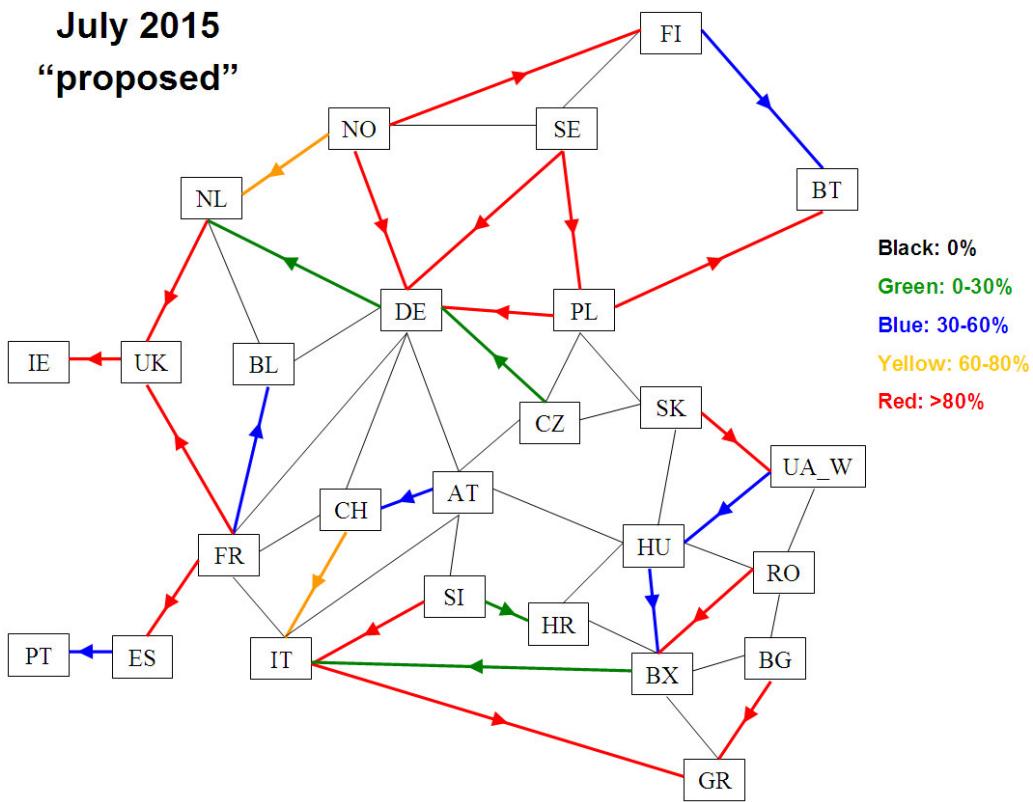 July 2015
“proposed”
FI
NO
SE
NL
BT
Black: 0%
Green: 0-30%
Blue: 30-60%
Yellow: 60-80%
Red: >80%
DE
PL
IE
UK
BL
CZ
SK
UA_W
CH
AT
FR
HU
RO
SI
HR
PT
ES
IT
BX
BG
GR